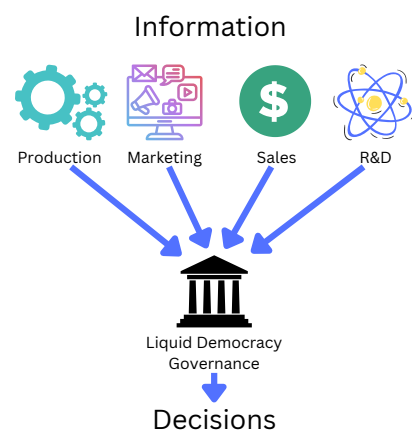 Information
$
Production
Marketing
Sales
R&D
Liquid Democracy
Governance
Decisions